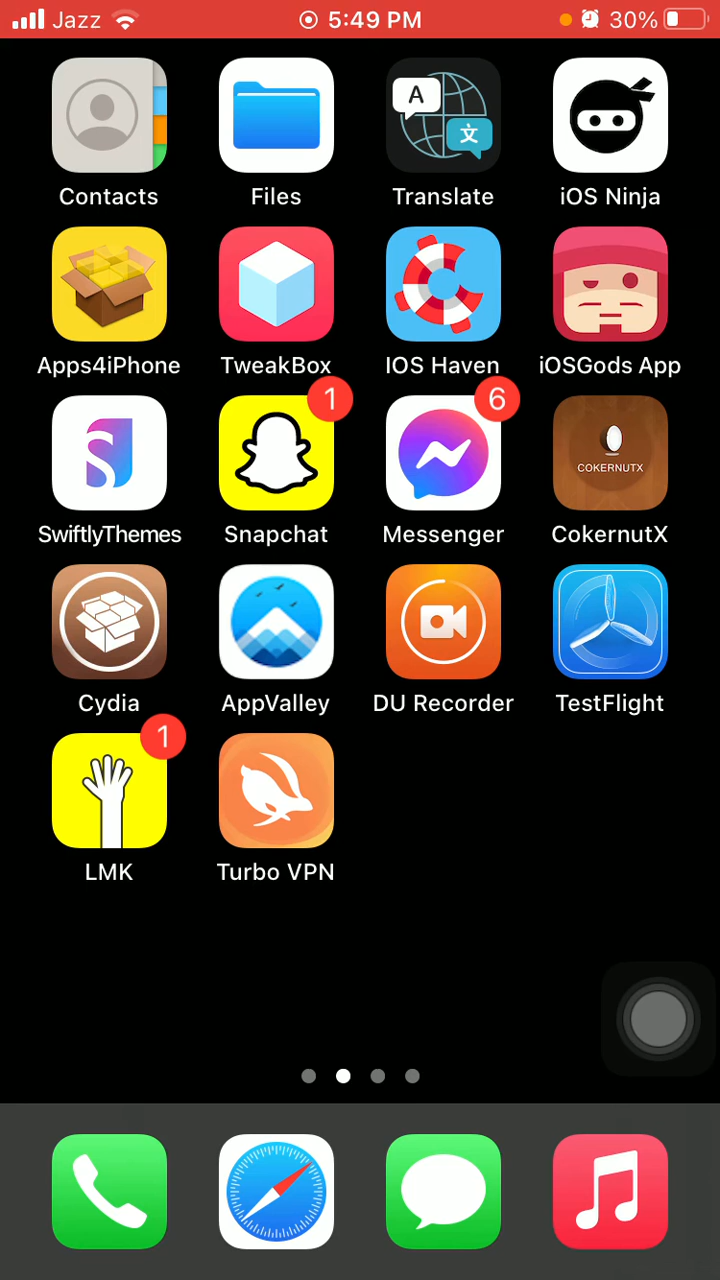 Jazz 5:49 PM 30%
A 文
Contacts Files Translate iOS Ninja
Apps4iPhone TweakBox IOS Haven iOSGods App
1 6
COKERNUTX
SwiftlyThemes Snapchat Messenger CokernutX
Cydia AppValley DU Recorder TestFlight
1
LMK Turbo VPN